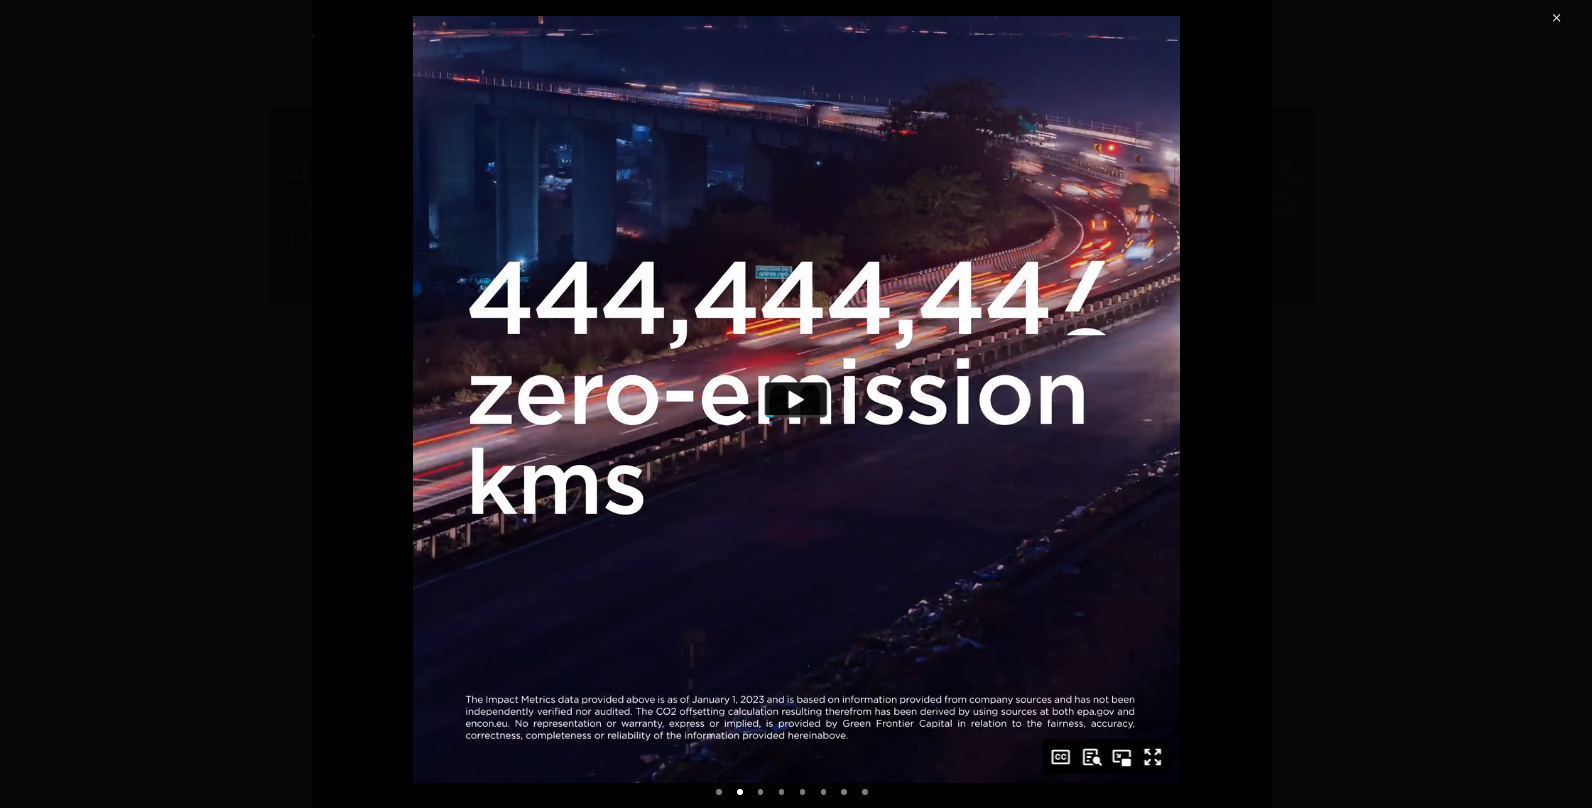 444,444,44
zero-emission
kms
The Impact Metrics data provided above is as of January 1, 2023 and is based on information provided from company sources and has not been
independently verified nor audited. The CO2 offsetting calculation resulting therefrom has been derived by using sources at both epa.gov and
encon.eu. No representation or warranty, express or implied, is provided by Green Frontier Capital in relation to the fairness, accuracy,
correctness, completeness or reliability of the information provided hereinabove.
CC